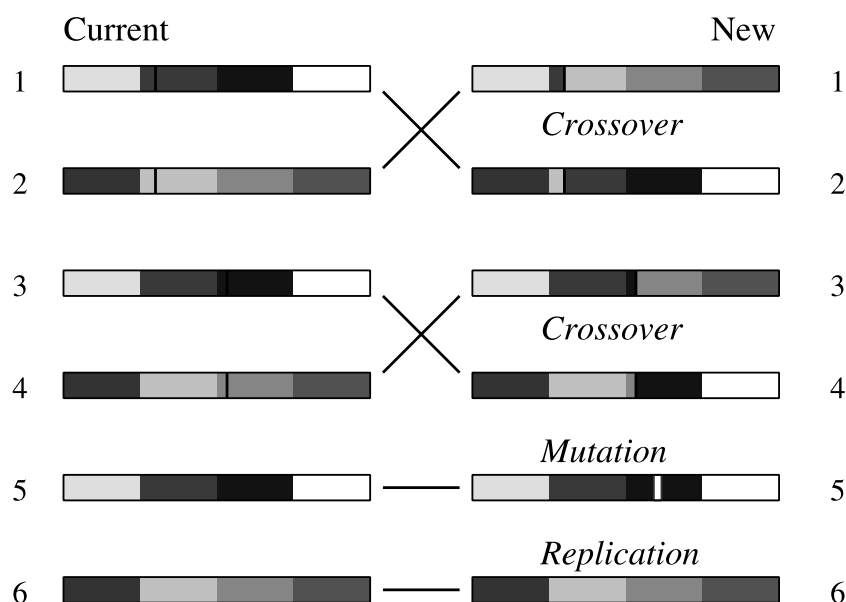 Current New
1 1
Crossover
2 2
3 3
Crossover
4 4
Mutation
5 5
Replication
6 6